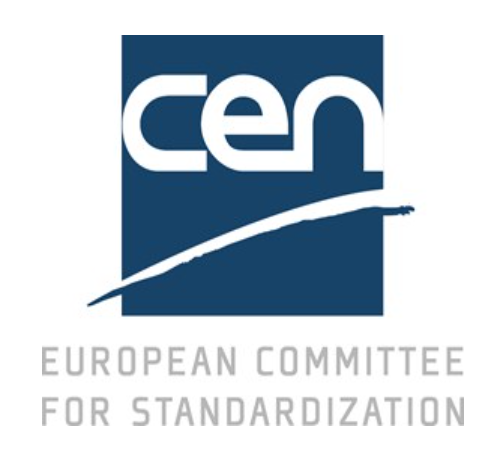 cen
EUROPEAN COMMITTEE
FOR STANDARDIZATION